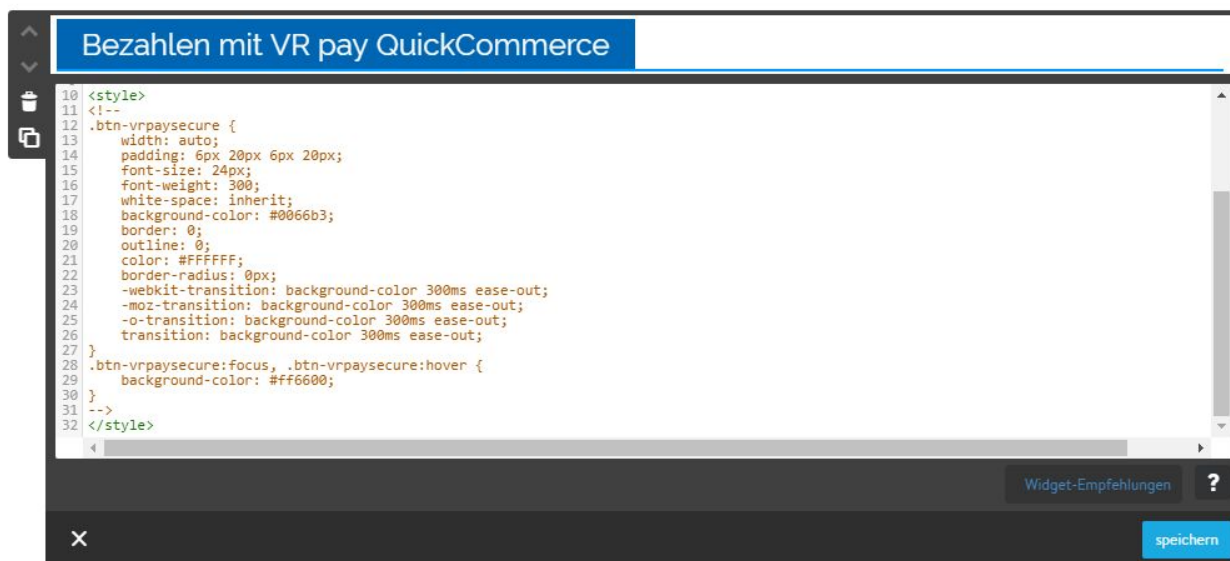 Bezahlen mit VR pay QuickCommerce
10 <style>
11 <!--
12 .btn-vrpaysecure {
13     width: auto;
14     padding: 6px 20px 6px 20px;
15     font-size: 24px;
16     font-weight: 300;
17     white-space: inherit;
18     background-color: #0066b3;
19     border: 0;
20     outline: 0;
21     color: #FFFFFF;
22     border-radius: 0px;
23     -webkit-transition: background-color 300ms ease-out;
24     -moz-transition: background-color 300ms ease-out;
25     -o-transition: background-color 300ms ease-out;
26     transition: background-color 300ms ease-out;
27 }
28 .btn-vrpaysecure:focus, .btn-vrpaysecure:hover {
29     background-color: #ff6600;
30 }
31 -->
32 </style>
Widget-Empfehlungen ?
speichern